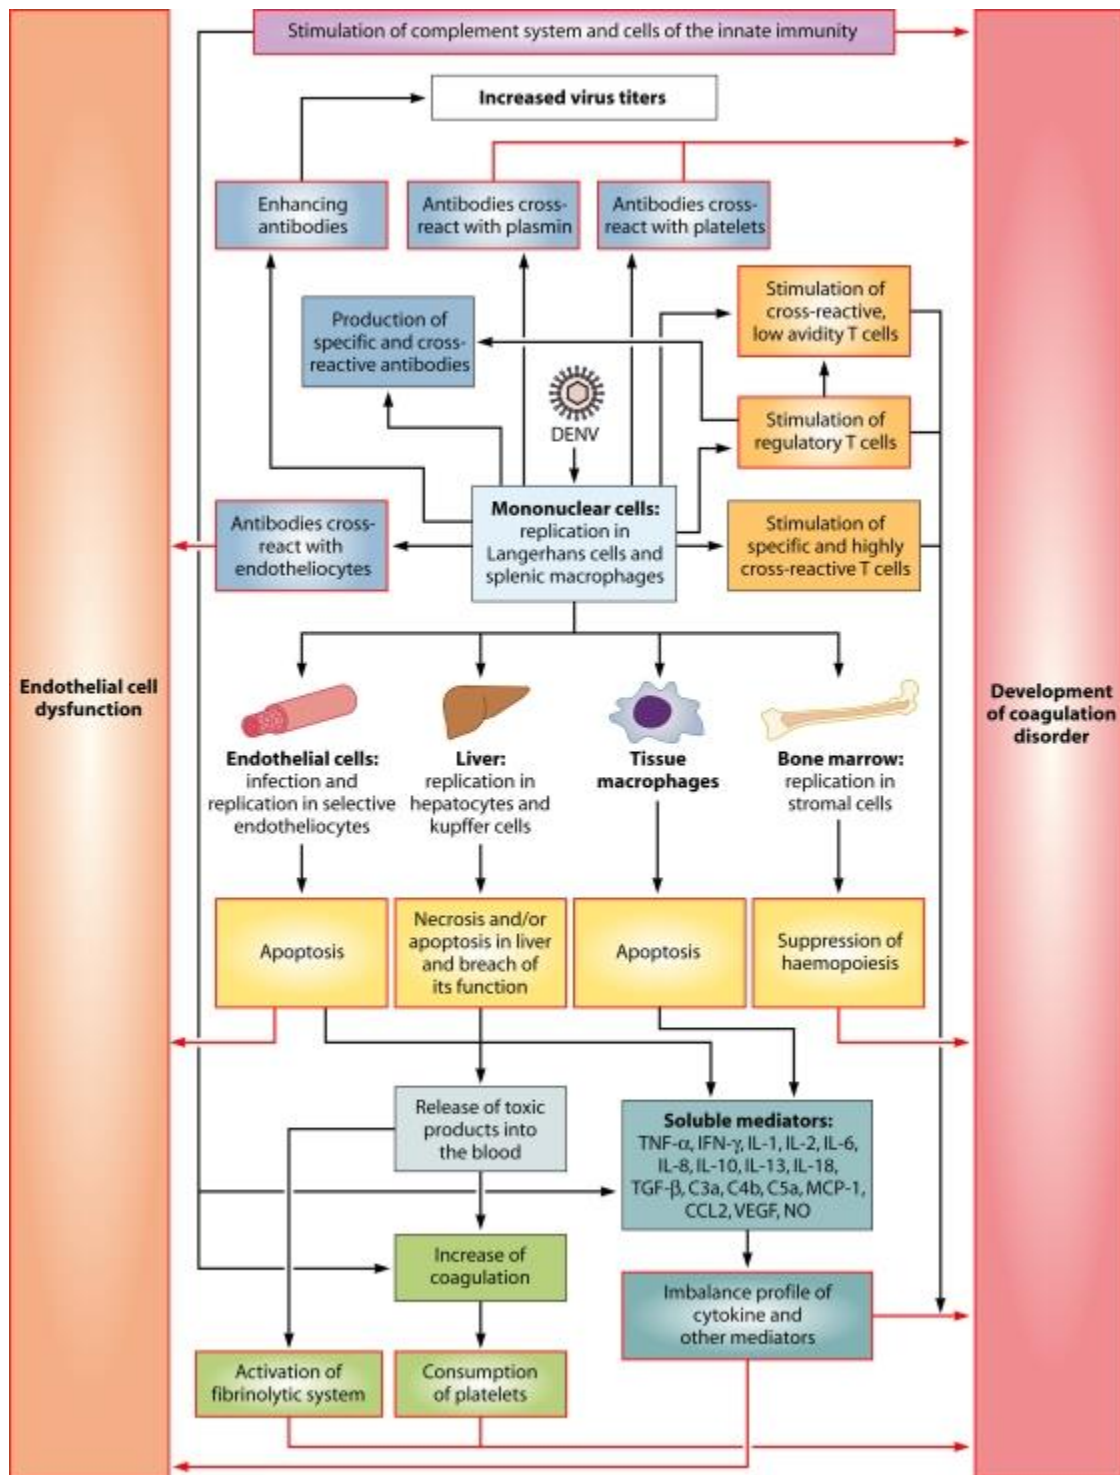 Stimulation of complement system and cells of the innate immunity
Increased virus titers
Enhancing
antibodies
Antibodies cross-
react with plasmin
Antibodies cross-
react with platelets
Production of
specific and cross-
reactive antibodies
Stimulation of
cross-reactive,
low avidity T cells
DENV
Stimulation of
regulatory T cells
Antibodies cross-
react with
endotheliocytes
Mononuclear cells:
replication in
Langerhans cells and
splenic macrophages
Stimulation of
specific and highly
cross-reactive T cells
Endothelial cell
dysfunction
Development
of coagulation
disorder
Endothelial cells:
infection and
replication in selective
endotheliocytes
Liver:
replication in
hepatocytes and
kupffer cells
Tissue
macrophages
Bone marrow:
replication in
stromal cells
Apoptosis
Necrosis and/or
apoptosis in liver
and breach of
its function
Apoptosis
Suppression of
haemopoiesis
Release of toxic
products into
the blood
Soluble mediators:
TNF-α, IFN-γ, IL-1, IL-2, IL-6,
IL-8, IL-10, IL-13, IL-18,
TGF-β, C3a, C4b, C5a, MCP-1,
CCL2, VEGF, NO
Increase of
coagulation
Imbalance profile of
cytokine and
other mediators
Activation of
fibrinolytic system
Consumption
of platelets